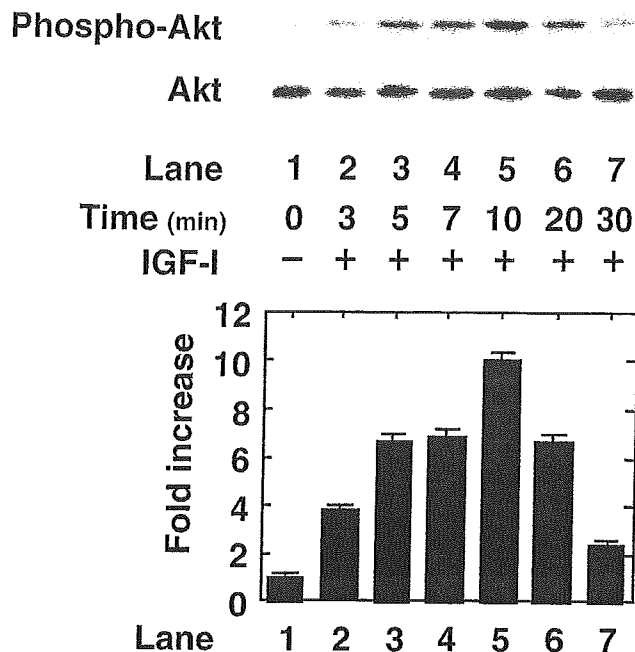 Phospho-Akt
Akt
Lane 1 2 3 4 5 6 7
Time (min) 0 3 5 7 10 20 30
IGF-I − + + + + + +
12
10
8
6
4
2
0
Fold increase
Lane 1 2 3 4 5 6 7